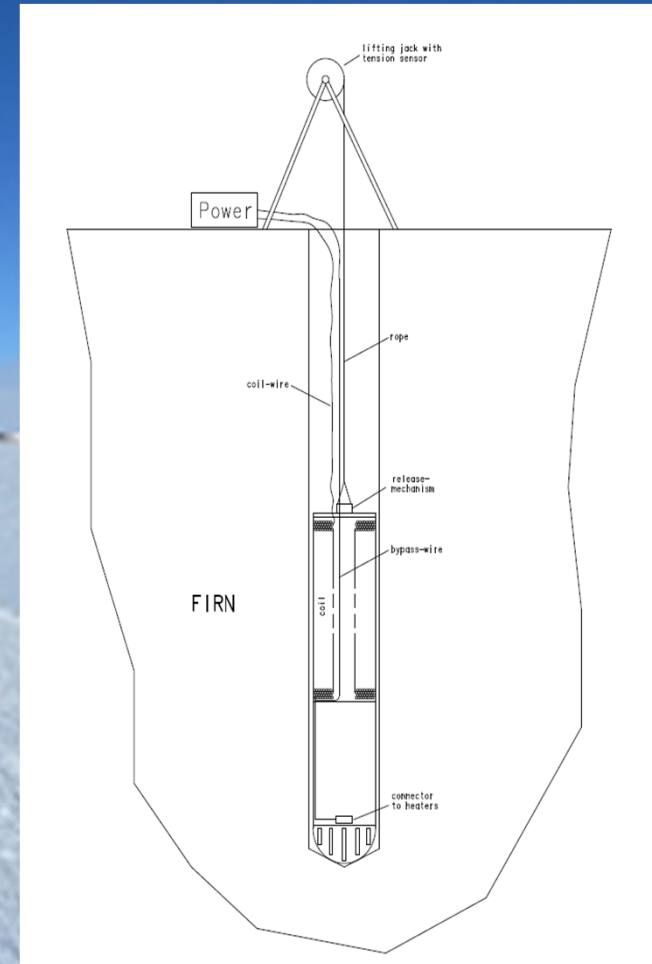 lifting jack with
tension sensor
Power
rope
coil-wire
release-
mechanism
bypass-wire
FIRN
coil
connector
to heaters